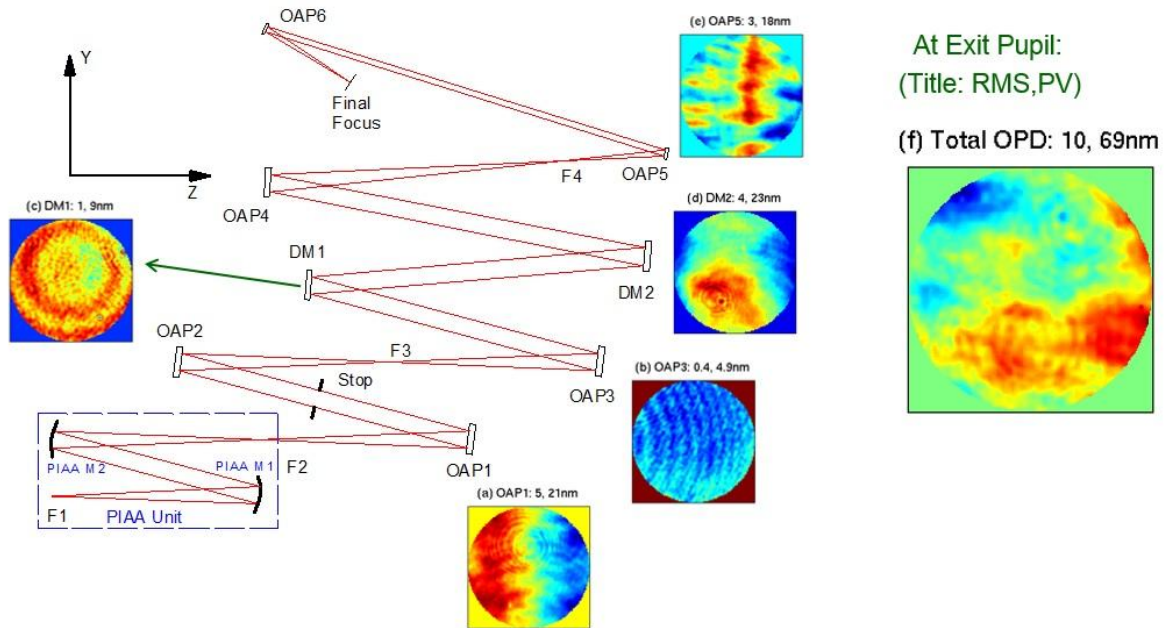 OAP6
Final
Focus
Y
Z
(e) OAP5: 3, 18nm
At Exit Pupil:
(Title: RMS,PV)
(f) Total OPD: 10, 69nm
F4
OAP5
OAP4
(c) DM1: 1, 9nm
DM1
(d) DM2: 4, 23nm
DM2
OAP2
F3
Stop
OAP3
(b) OAP3: 0.4, 4.9nm
PIAA M2
PIAA M1
F2
OAP1
F1
PIAA Unit
(a) OAP1: 5, 21nm